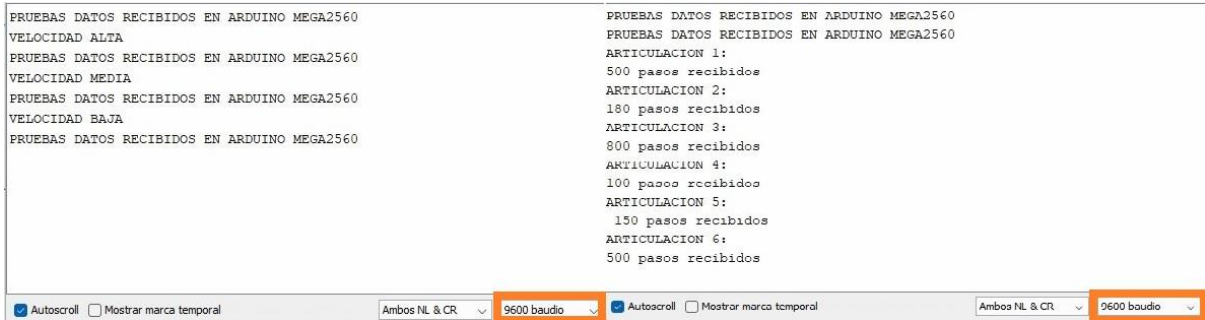 PRUEBAS DATOS RECIBIDOS EN ARDUINO MEGA2560
VELOCIDAD ALTA
PRUEBAS DATOS RECIBIDOS EN ARDUINO MEGA2560
VELOCIDAD MEDIA
PRUEBAS DATOS RECIBIDOS EN ARDUINO MEGA2560
VELOCIDAD BAJA
PRUEBAS DATOS RECIBIDOS EN ARDUINO MEGA2560
Autoscroll Mostrar marca temporal Ambos NL & CR 9600 baudio
PRUEBAS DATOS RECIBIDOS EN ARDUINO MEGA2560
PRUEBAS DATOS RECIBIDOS EN ARDUINO MEGA2560
ARTICULACION 1:
500 pasos recibidos
ARTICULACION 2:
180 pasos recibidos
ARTICULACION 3:
800 pasos recibidos
ARTICULACION 4:
100 pasos recibidos
ARTICULACION 5:
150 pasos recibidos
ARTICULACION 6:
500 pasos recibidos
Autoscroll Mostrar marca temporal Ambos NL & CR 9600 baudio